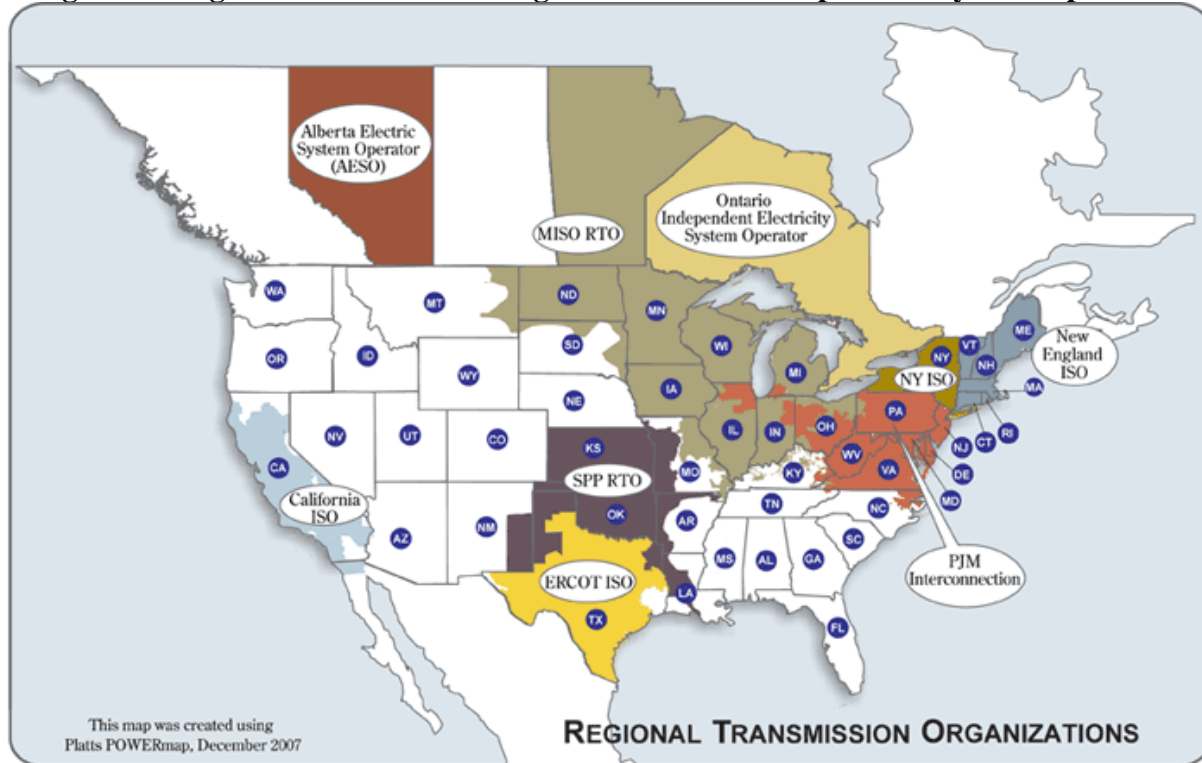 Alberta Electric
System Operator
(AESO)
Ontario
Independent Electricity
System Operator
MISO RTO
WA
MT
ND
MN
OR
ID
WY
SD
WI
MI
NY
VT
NH
ME
New
England
ISO
NY ISO
MA
NV
UT
CO
NE
IA
IL
IN
OH
PA
RI
CT
NJ
CA
California
ISO
KS
SPP RTO
MO
KY
WV
VA
DE
MD
AZ
NM
OK
AR
TN
NC
SC
MS
AL
GA
PJM
Interconnection
ERCOT ISO
TX
LA
FL
This map was created using
Platts POWERmap, December 2007
REGIONAL TRANSMISSION ORGANIZATIONS